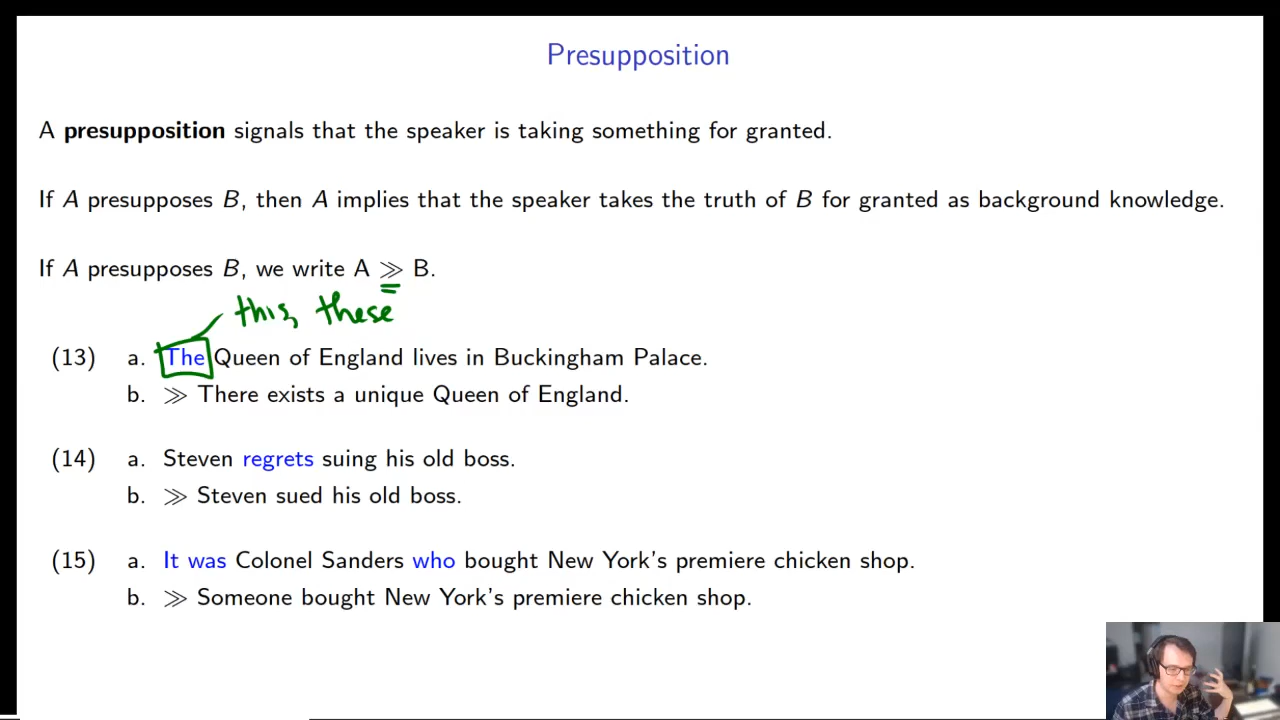 Presupposition
A presupposition signals that the speaker is taking something for granted.
If A presupposes B, then A implies that the speaker takes the truth of B for granted as background knowledge.
If A presupposes B, we write A ≫ B.
this, these
(13) a. The Queen of England lives in Buckingham Palace.
b. ≫ There exists a unique Queen of England.
(14) a. Steven regrets suing his old boss.
b. ≫ Steven sued his old boss.
(15) a. It was Colonel Sanders who bought New York's premiere chicken shop.
b. ≫ Someone bought New York's premiere chicken shop.